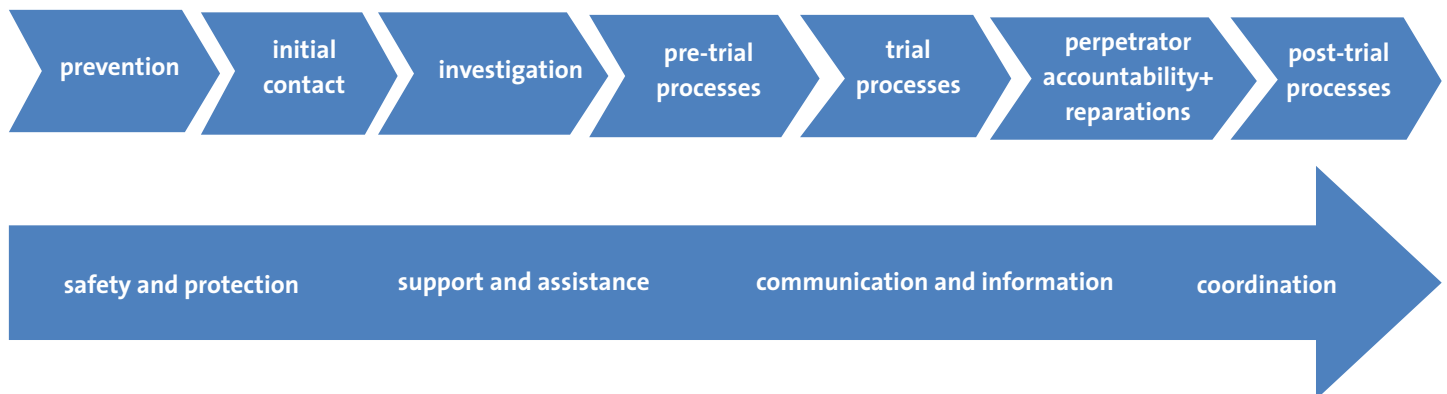 prevention
initial
contact
investigation
pre-trial
processes
trial
processes
perpetrator
accountability+
reparations
post-trial
processes
safety and protection
support and assistance
communication and information
coordination